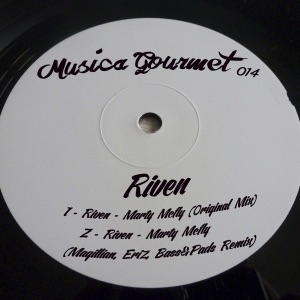 Musica Gourmet 014
Riven
1 - Riven - Marty Melly (Original Mix)
2 - Riven - Marty Melly
(Magillian, EriZ, Bass&Pads Remix)